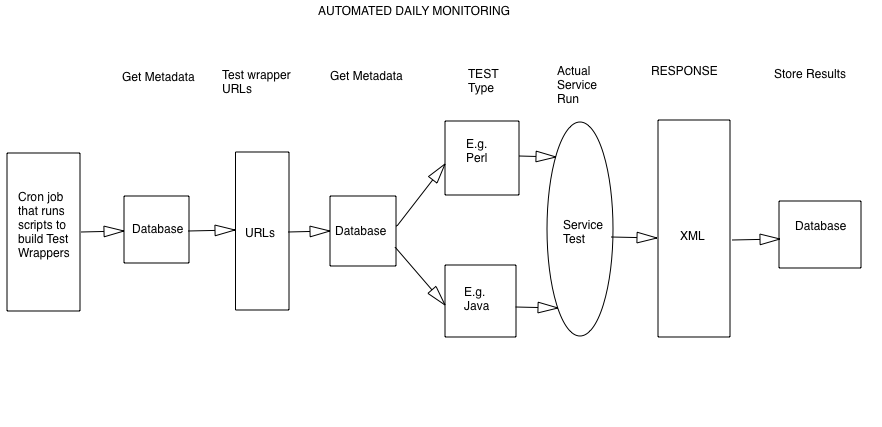 AUTOMATED DAILY MONITORING
Get Metadata
Test wrapper
URLs
Get Metadata
TEST
Type
Actual
Service
Run
RESPONSE
Store Results
Cron job
that runs
scripts to
build Test
Wrappers
Database
URLs
Database
E.g.
Perl
E.g.
Java
Service
Test
XML
Database